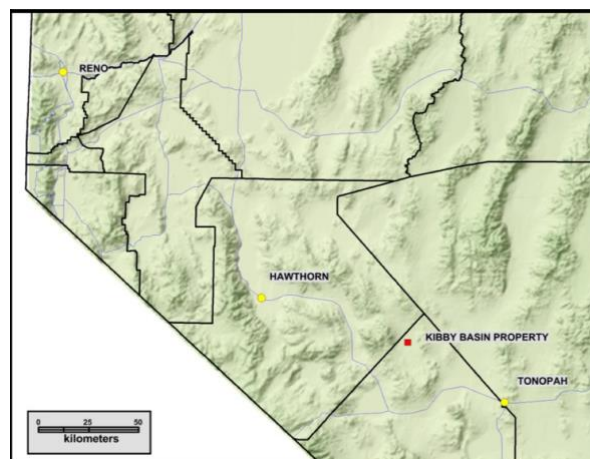 RENO
HAWTHORN
KIBBY BASIN PROPERTY
TONOPAH
0 25 50
kilometers